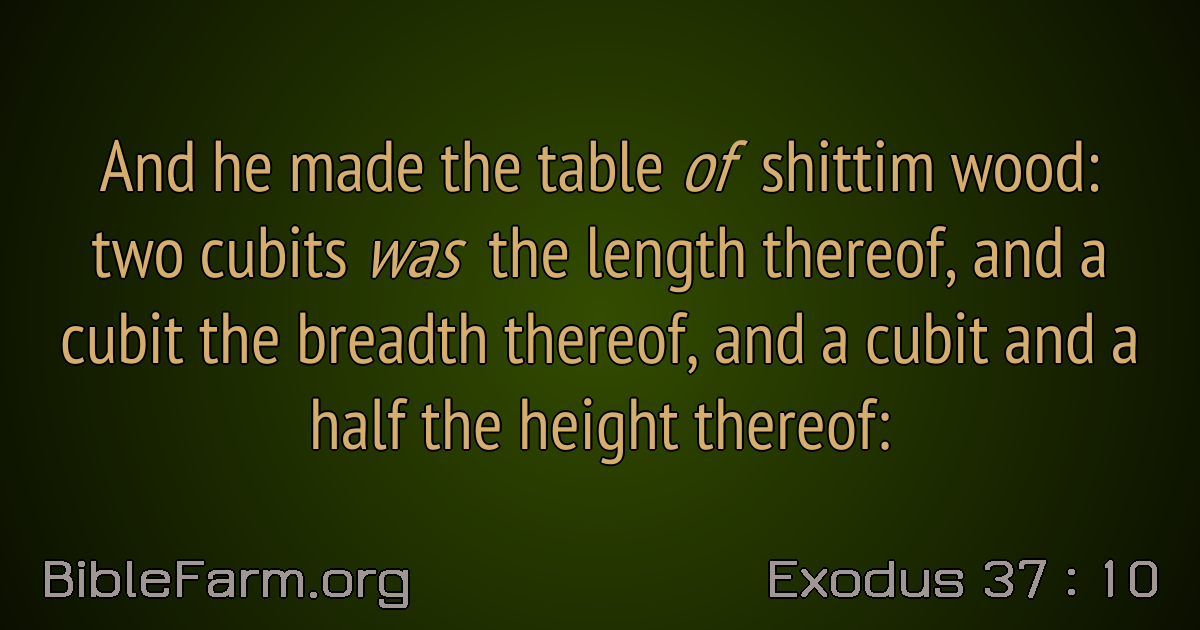 And he made the table of shittim wood:
two cubits was the length thereof, and a
cubit the breadth thereof, and a cubit and a
half the height thereof:
BibleFarm.org
Exodus 37 : 10